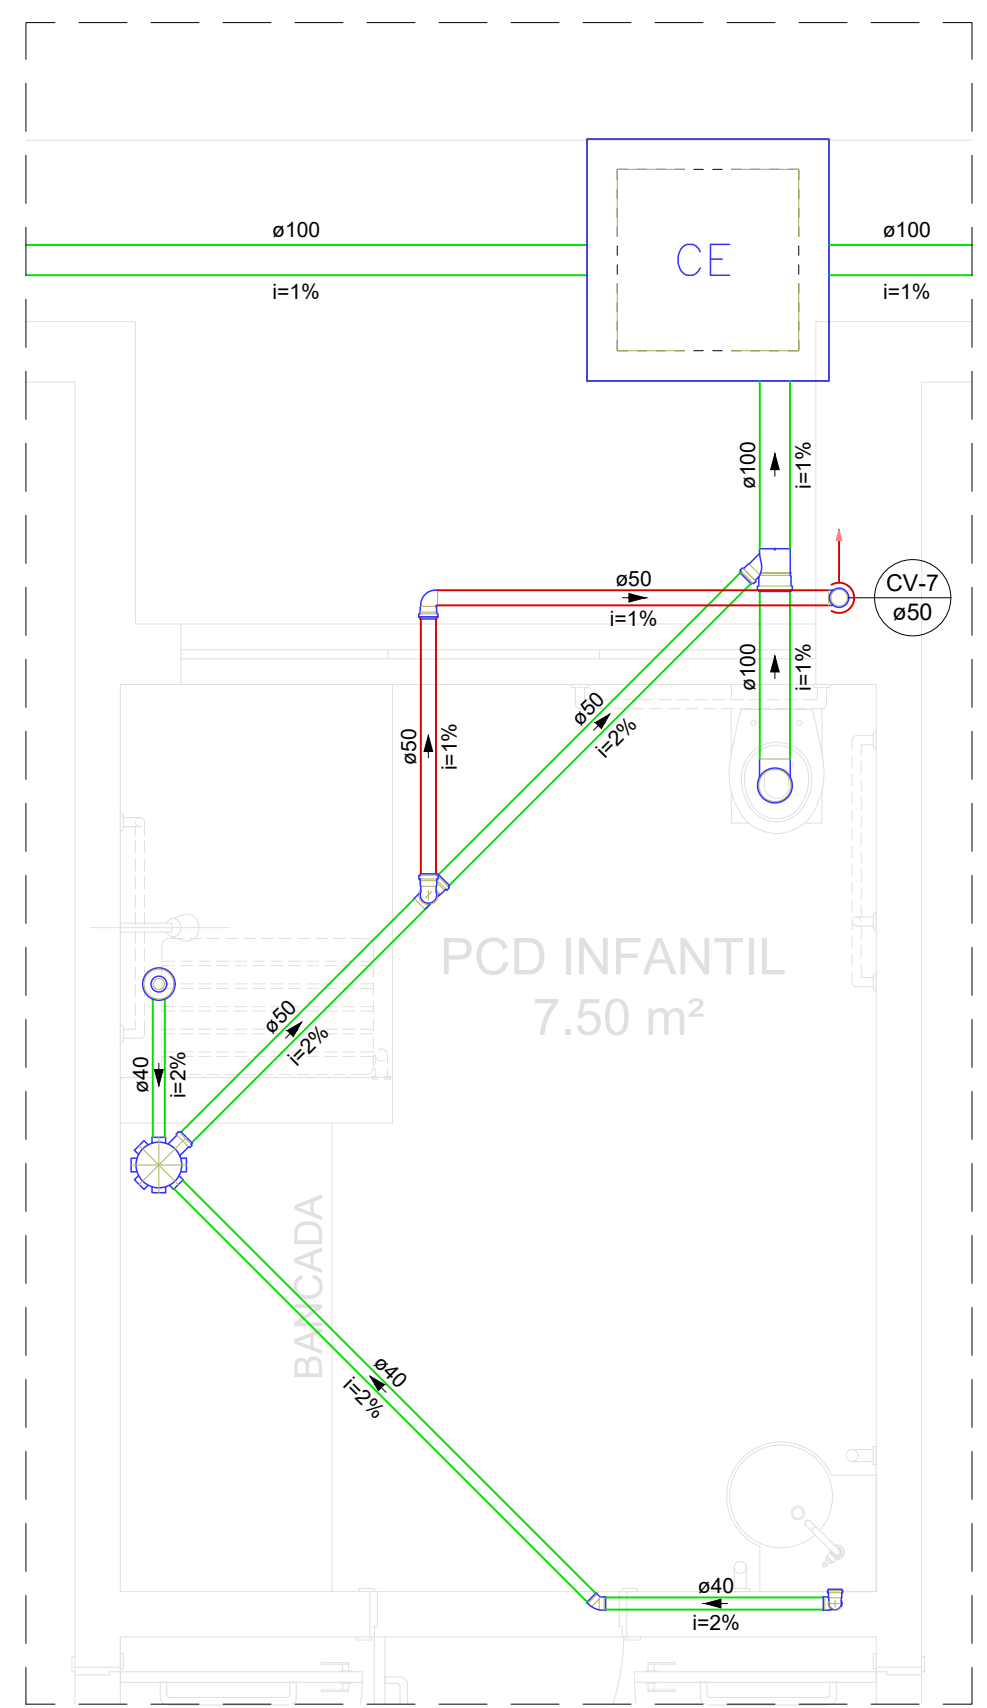 ø100
ø100
CE
i=1%
i=1%
ø100
i=1%
ø50
CV-7
i=1%
ø50
ø100
i=1%
ø50
i=2%
ø50
i=1%
PCD INFANTIL
7.50 m²
ø50
i=2%
ø40
i=2%
BANCADA
ø40
i=2%
ø40
i=2%